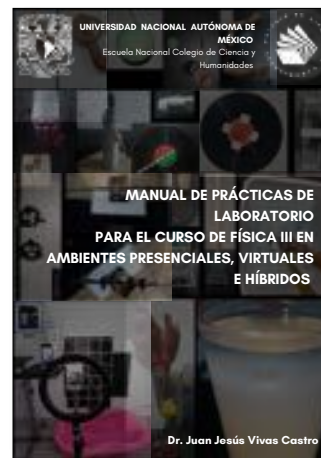 UNIVERSIDAD NACIONAL AUTÓNOMA DE
MÉXICO
Escuela Nacional Colegio de Ciencia y
Humanidades
MANUAL DE PRÁCTICAS DE
LABORATORIO
PARA EL CURSO DE FÍSICA III EN
AMBIENTES PRESENCIALES, VIRTUALES
E HÍBRIDOS
Dr. Juan Jesús Vivas Castro